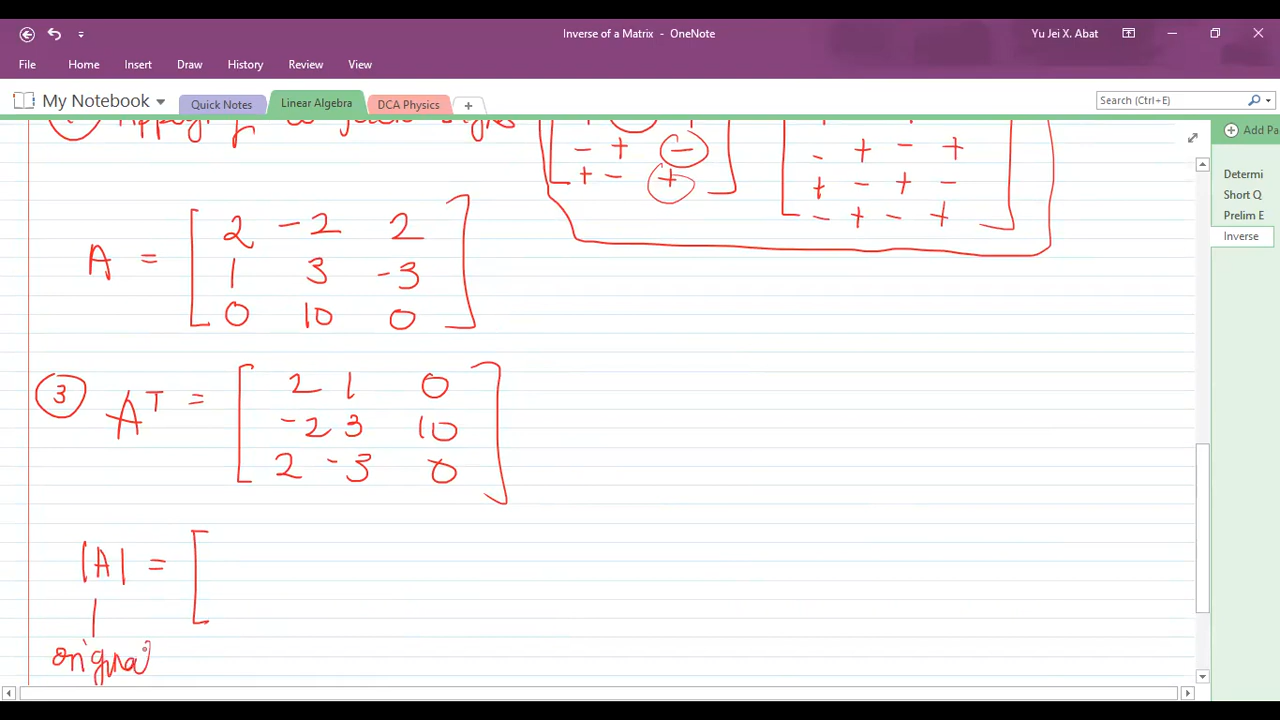 Inverse of a Matrix - OneNote
Yu Jei X. Abat
File Home Insert Draw History Review View
My Notebook Quick Notes Linear Algebra DCA Physics +
Search (Ctrl+E)
Add Pa
Determi
Short Q
Prelim E
Inverse
- + -
+ - +
- + - +
+ - + -
- + - +
A = [ 2 -2 2
1 3 -3
0 10 0 ]
3 A^T = [ 2 1 0
-2 3 10
2 -3 0 ]
|A| = [
original